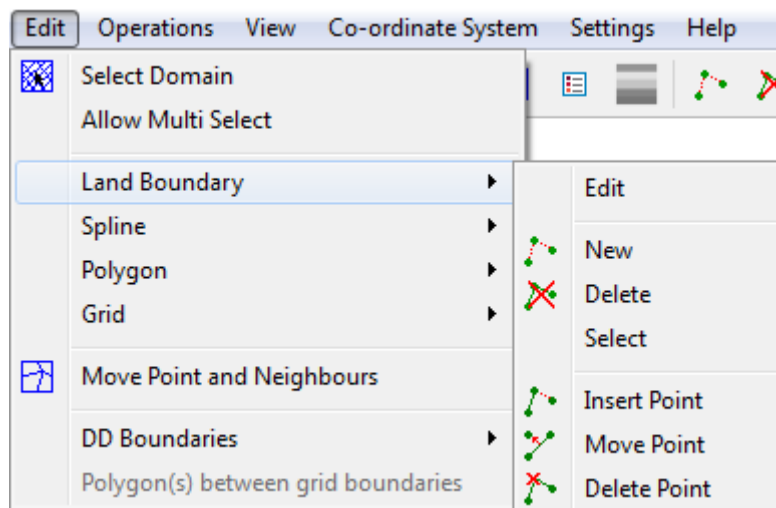 Edit Operations View Co-ordinate System Settings Help
Select Domain
Allow Multi Select
Land Boundary
Spline
Polygon
Grid
Move Point and Neighbours
DD Boundaries
Polygon(s) between grid boundaries
Edit
New
Delete
Select
Insert Point
Move Point
Delete Point